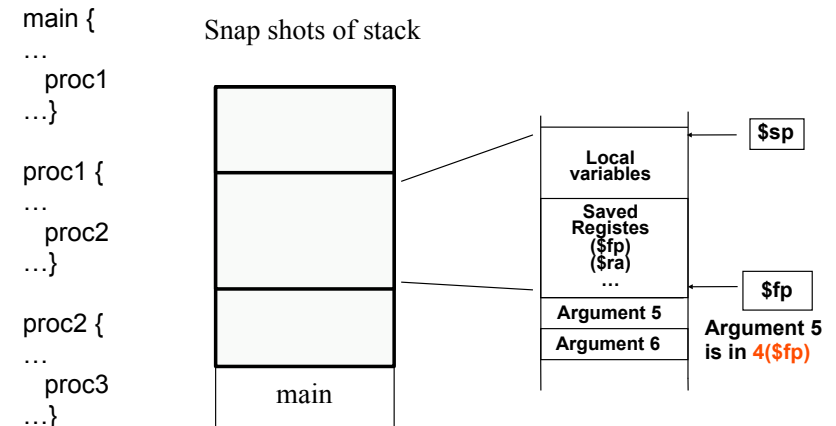 main {
…
proc1
…}
proc1 {
…
proc2
…}
proc2 {
…
proc3
…}
Snap shots of stack
main
Local
variables
Saved
Registes
($fp)
($ra)
…
Argument 5
Argument 6
$sp
$fp
Argument 5
is in 4($fp)